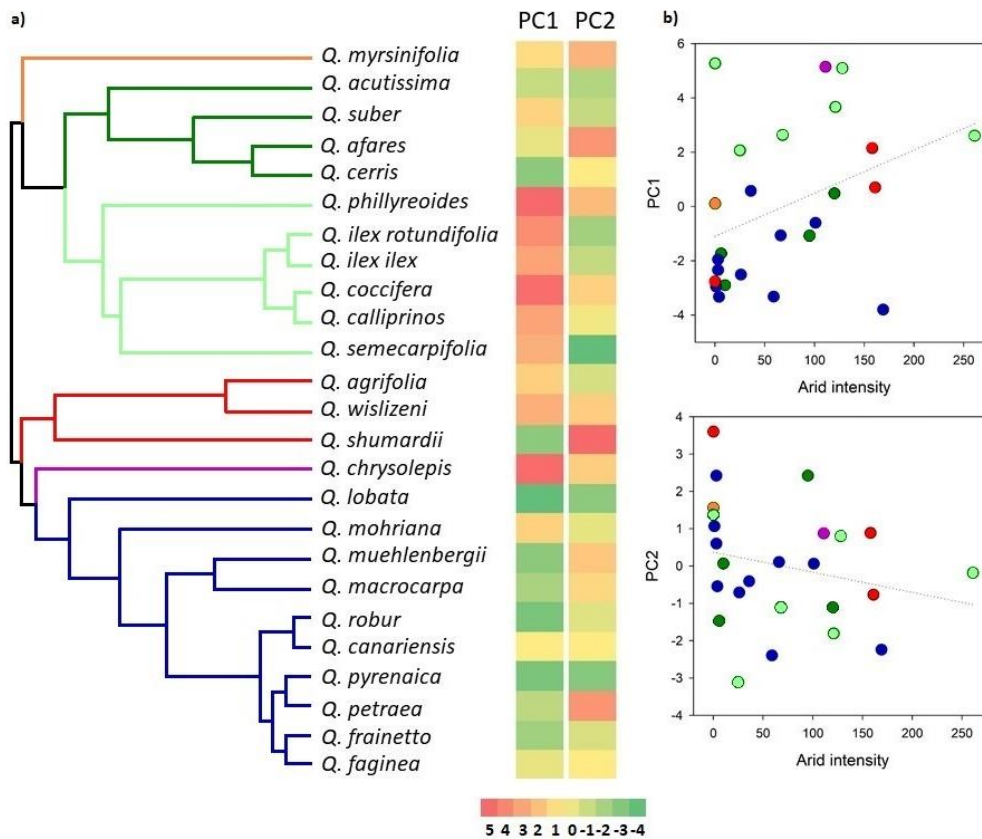 a)
PC1 PC2
Q. myrsinifolia
Q. acutissima
Q. suber
Q. afares
Q. cerris
Q. phillyreoides
Q. ilex rotundifolia
Q. ilex ilex
Q. coccifera
Q. calliprinos
Q. semecarpifolia
Q. agrifolia
Q. wislizeni
Q. shumardii
Q. chrysolepis
Q. lobata
Q. mohriana
Q. muehlenbergii
Q. macrocarpa
Q. robur
Q. canariensis
Q. pyrenaica
Q. petraea
Q. frainetto
Q. faginea
5 4 3 2 1 0 -1 -2 -3 -4
b)
6
4
2
0
-2
-4
PC1
0 50 100 150 200 250
Arid intensity
4
3
2
1
0
-1
-2
-3
-4
PC2
0 50 100 150 200 250
Arid intensity